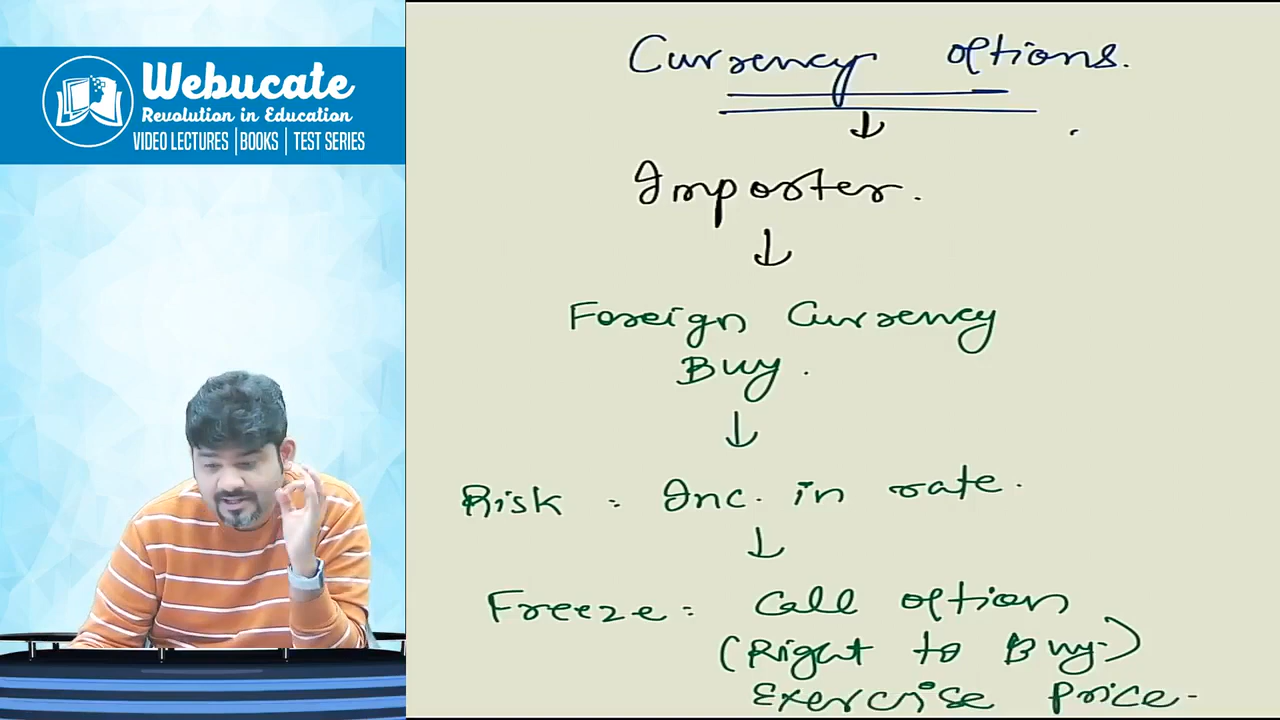 Webucate
Revolution in Education
VIDEO LECTURES | BOOKS | TEST SERIES
Currency options.
Importer.
Foreign Currency
Buy.
Risk : Inc. in rate.
Freeze: Call option
(Right to Buy.)
Exercise Price.